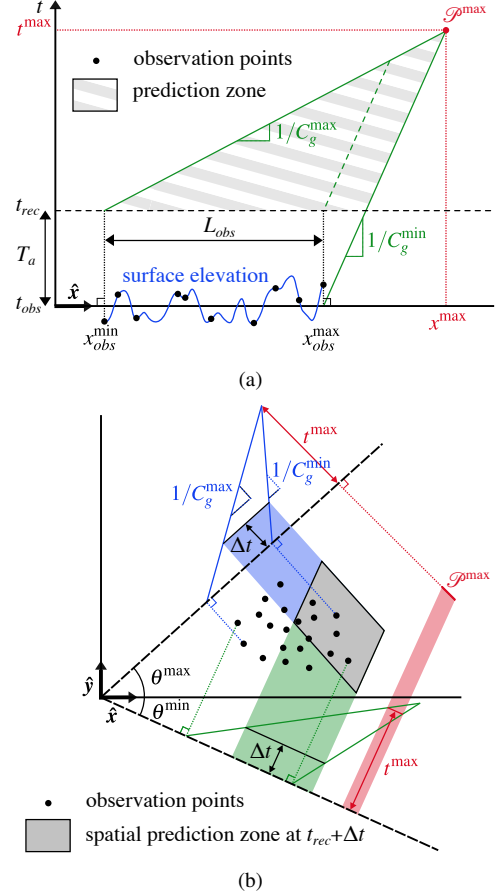 t
t^max
𝒫^max
observation points
prediction zone
1/C_g^max
t_rec
L_obs
1/C_g^min
T_a
surface elevation
t_obs
x̂
x_obs^min
x_obs^max
x^max
(a)
t^max
1/C_g^min
1/C_g^max
Δt
𝒫^max
θ^max
ŷ
x̂
θ^min
Δt
t^max
observation points
spatial prediction zone at t_rec+Δt
(b)